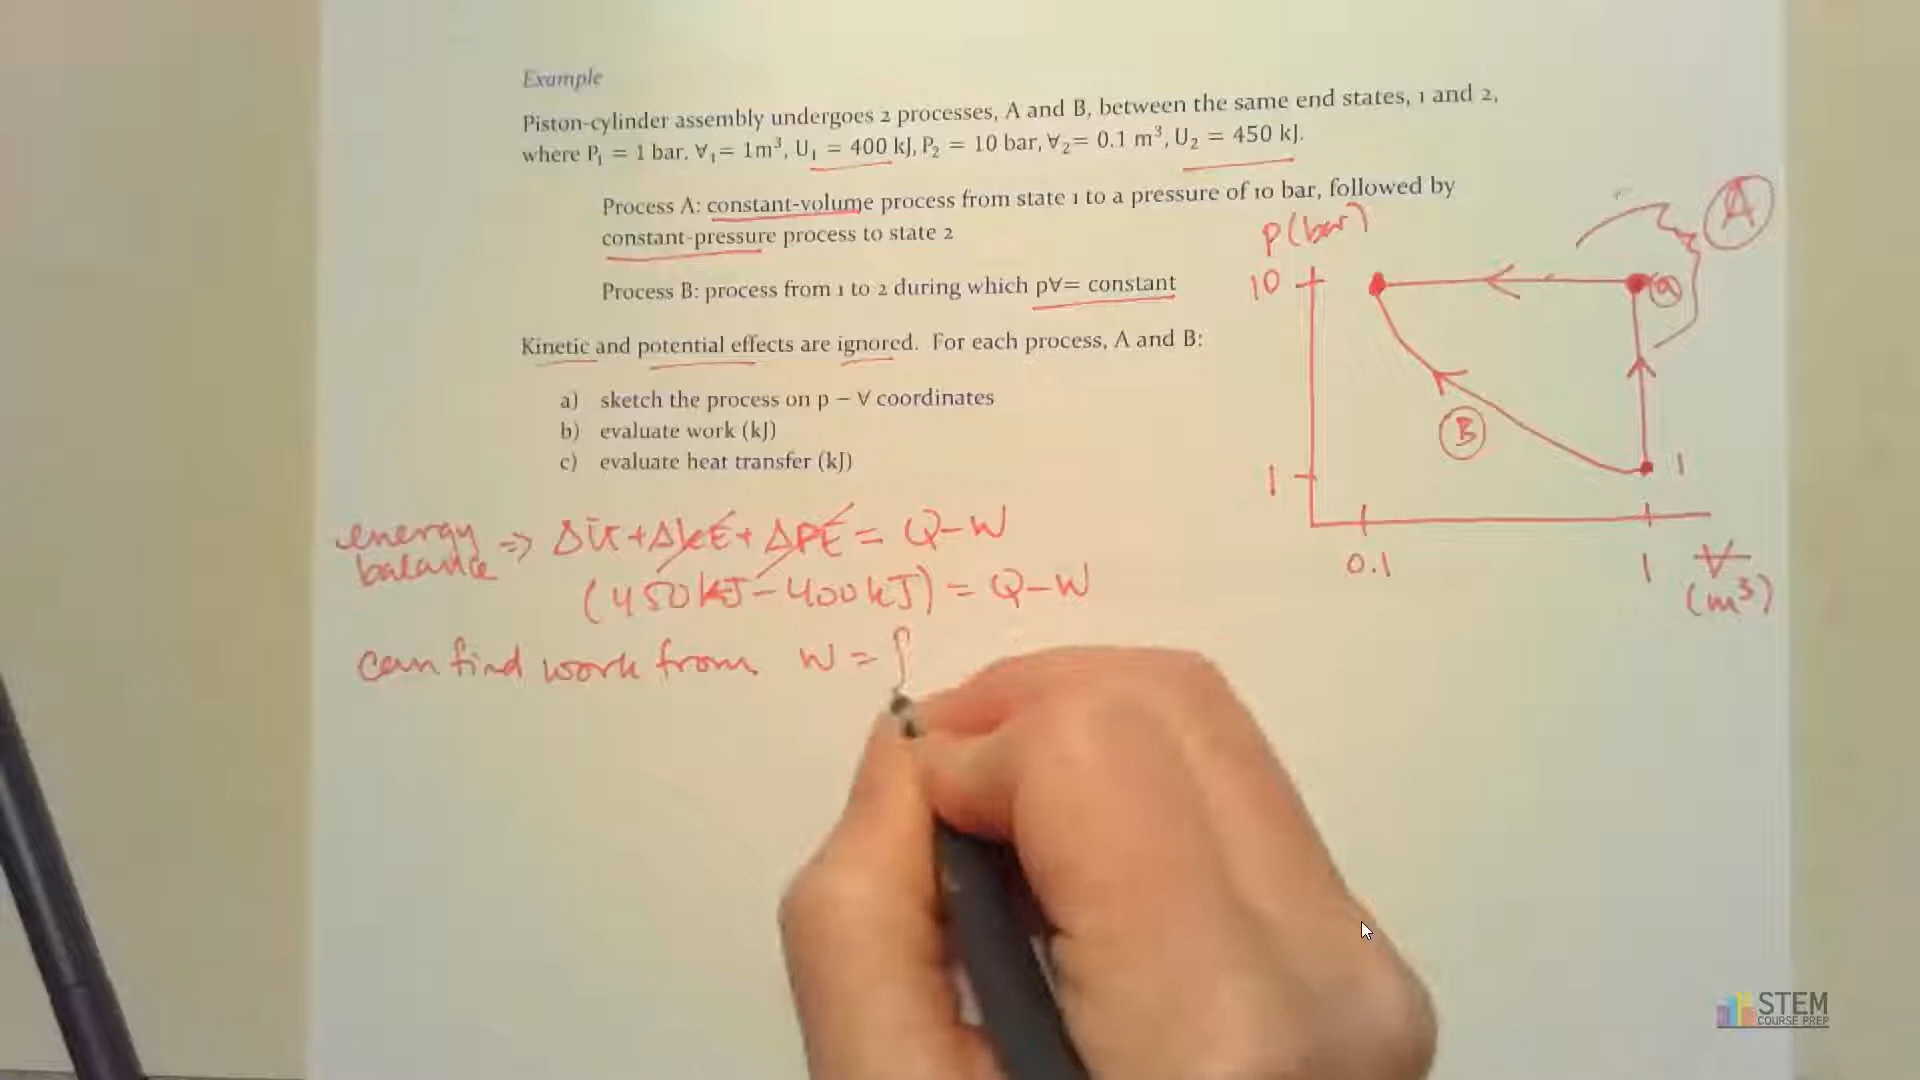 Example
Piston-cylinder assembly undergoes 2 processes, A and B, between the same end states, 1 and 2,
where P₁ = 1 bar, ∀₁= 1m³, U₁ = 400 kJ, P₂ = 10 bar, ∀₂= 0.1 m³, U₂ = 450 kJ.
Process A: constant-volume process from state 1 to a pressure of 10 bar, followed by
constant-pressure process to state 2
Process B: process from 1 to 2 during which p∀= constant
Kinetic and potential effects are ignored. For each process, A and B:
a) sketch the process on p – ∀ coordinates
b) evaluate work (kJ)
c) evaluate heat transfer (kJ)
energy balance => ΔU + ΔKE + ΔPE = Q-W
(450 kJ - 400 kJ) = Q-W
can find work from W = ∫
P (bar)
A
10
a
B
1
1
0.1
1
V
(m³)
STEM
COURSE PREP